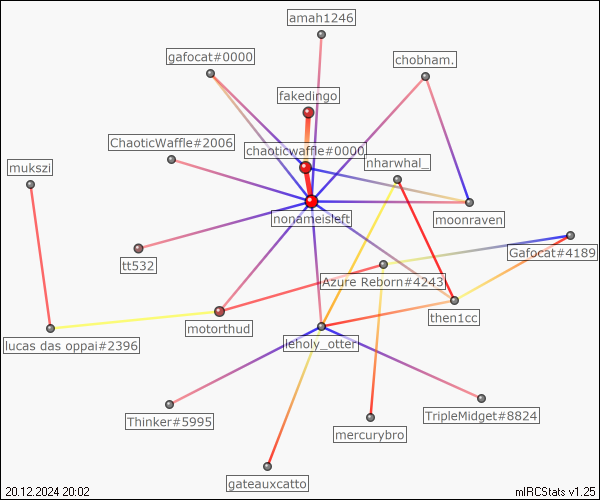 amah1246
gafocat#0000
chobham.
fakedingo
ChaoticWaffle#2006
chaoticwaffle#0000
nharwhal_
mukszi
nonameisleft
moonraven
Gafocat#4189
tt532
Azure Reborn#4243
motorthud
then1cc
lucas das oppai#2396
leholy_otter
Thinker#5995
TripleMidget#8824
mercurybro
gateauxcatto
20.12.2024 20:02
mIRCStats v1.25